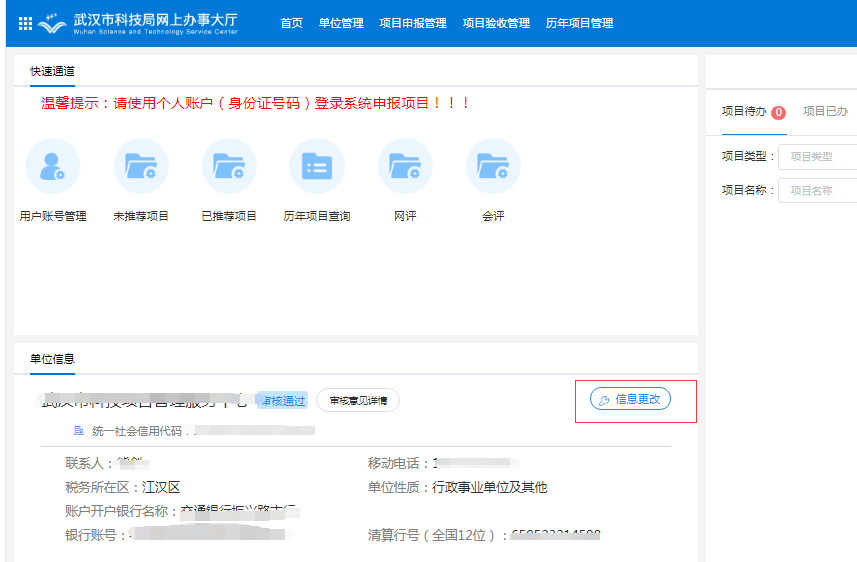 武汉市科技局网上办事大厅
Wuhan Science and Technology Service Center
首页 单位管理 项目申报管理 项目验收管理 历年项目管理
快速通道
温馨提示：请使用个人账户（身份证号码）登录系统申报项目！！！
用户账号管理 未推荐项目 已推荐项目 历年项目查询 网评 会评
项目待办 0 项目已办
项目类型： 项目类型
项目名称： 项目名称
单位信息
审核通过 审核意见详情 信息更改
统一社会信用代码：
联系人： 移动电话：1
税务所在区：江汉区 单位性质：行政事业单位及其他
账户开户银行名称：
银行账号： 清算行号（全国12位）：